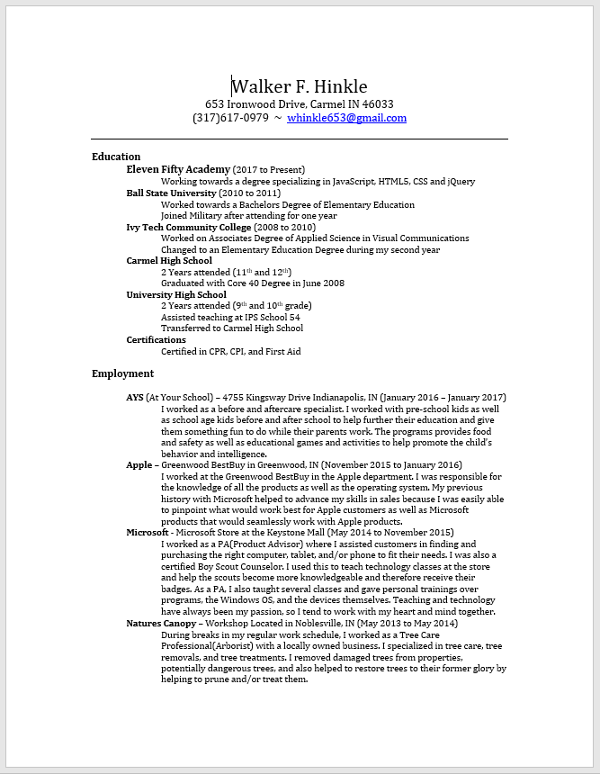 Walker F. Hinkle
653 Ironwood Drive, Carmel IN 46033
(317)617-0979 ~ whinkle653@gmail.com
Education
Eleven Fifty Academy (2017 to Present)
Working towards a degree specializing in JavaScript, HTML5, CSS and jQuery
Ball State University (2010 to 2011)
Worked towards a Bachelors Degree of Elementary Education
Joined Military after attending for one year
Ivy Tech Community College (2008 to 2010)
Worked on Associates Degree of Applied Science in Visual Communications
Changed to an Elementary Education Degree during my second year
Carmel High School
2 Years attended (11th and 12th)
Graduated with Core 40 Degree in June 2008
University High School
2 Years attended (9th and 10th grade)
Assisted teaching at IPS School 54
Transferred to Carmel High School
Certifications
Certified in CPR, CPI, and First Aid
Employment
AYS (At Your School) – 4755 Kingsway Drive Indianapolis, IN (January 2016 – January 2017)
I worked as a before and aftercare specialist. I worked with pre-school kids as well
as school age kids before and after school to help further their education and give
them something fun to do while their parents work. The programs provides food
and safety as well as educational games and activities to help promote the child's
behavior and intelligence.
Apple – Greenwood BestBuy in Greenwood, IN (November 2015 to January 2016)
I worked at the Greenwood BestBuy in the Apple department. I was responsible for
the knowledge of all the products as well as the operating system. My previous
history with Microsoft helped to advance my skills in sales because I was easily able
to pinpoint what would work best for Apple customers as well as Microsoft
products that would seamlessly work with Apple products.
Microsoft - Microsoft Store at the Keystone Mall (May 2014 to November 2015)
I worked as a PA(Product Advisor) where I assisted customers in finding and
purchasing the right computer, tablet, and/or phone to fit their needs. I was also a
certified Boy Scout Counselor. I used this to teach technology classes at the store
and help the scouts become more knowledgeable and therefore receive their
badges. As a PA, I also taught several classes and gave personal trainings over
programs, the Windows OS, and the devices themselves. Teaching and technology
have always been my passion, so I tend to work with my heart and mind together.
Natures Canopy – Workshop Located in Noblesville, IN (May 2013 to May 2014)
During breaks in my regular work schedule, I worked as a Tree Care
Professional(Arborist) with a locally owned business. I specialized in tree care, tree
removals, and tree treatments. I removed damaged trees from properties,
potentially dangerous trees, and also helped to restore trees to their former glory by
helping to prune and/or treat them.